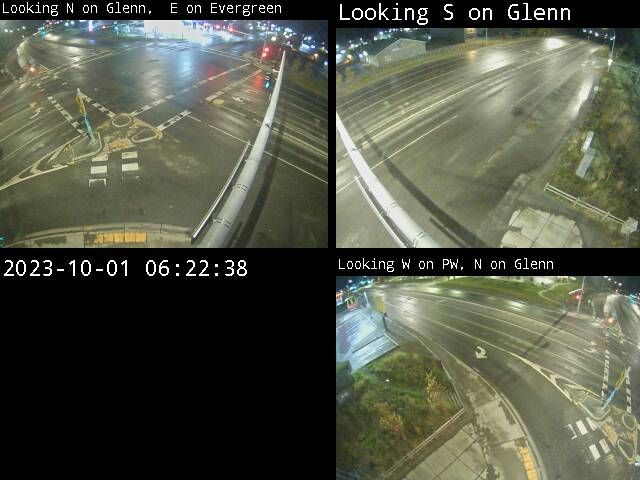 Looking N on Glenn,  E on Evergreen
Looking S on Glenn
2023-10-01 06:22:38
Looking W on PW, N on Glenn